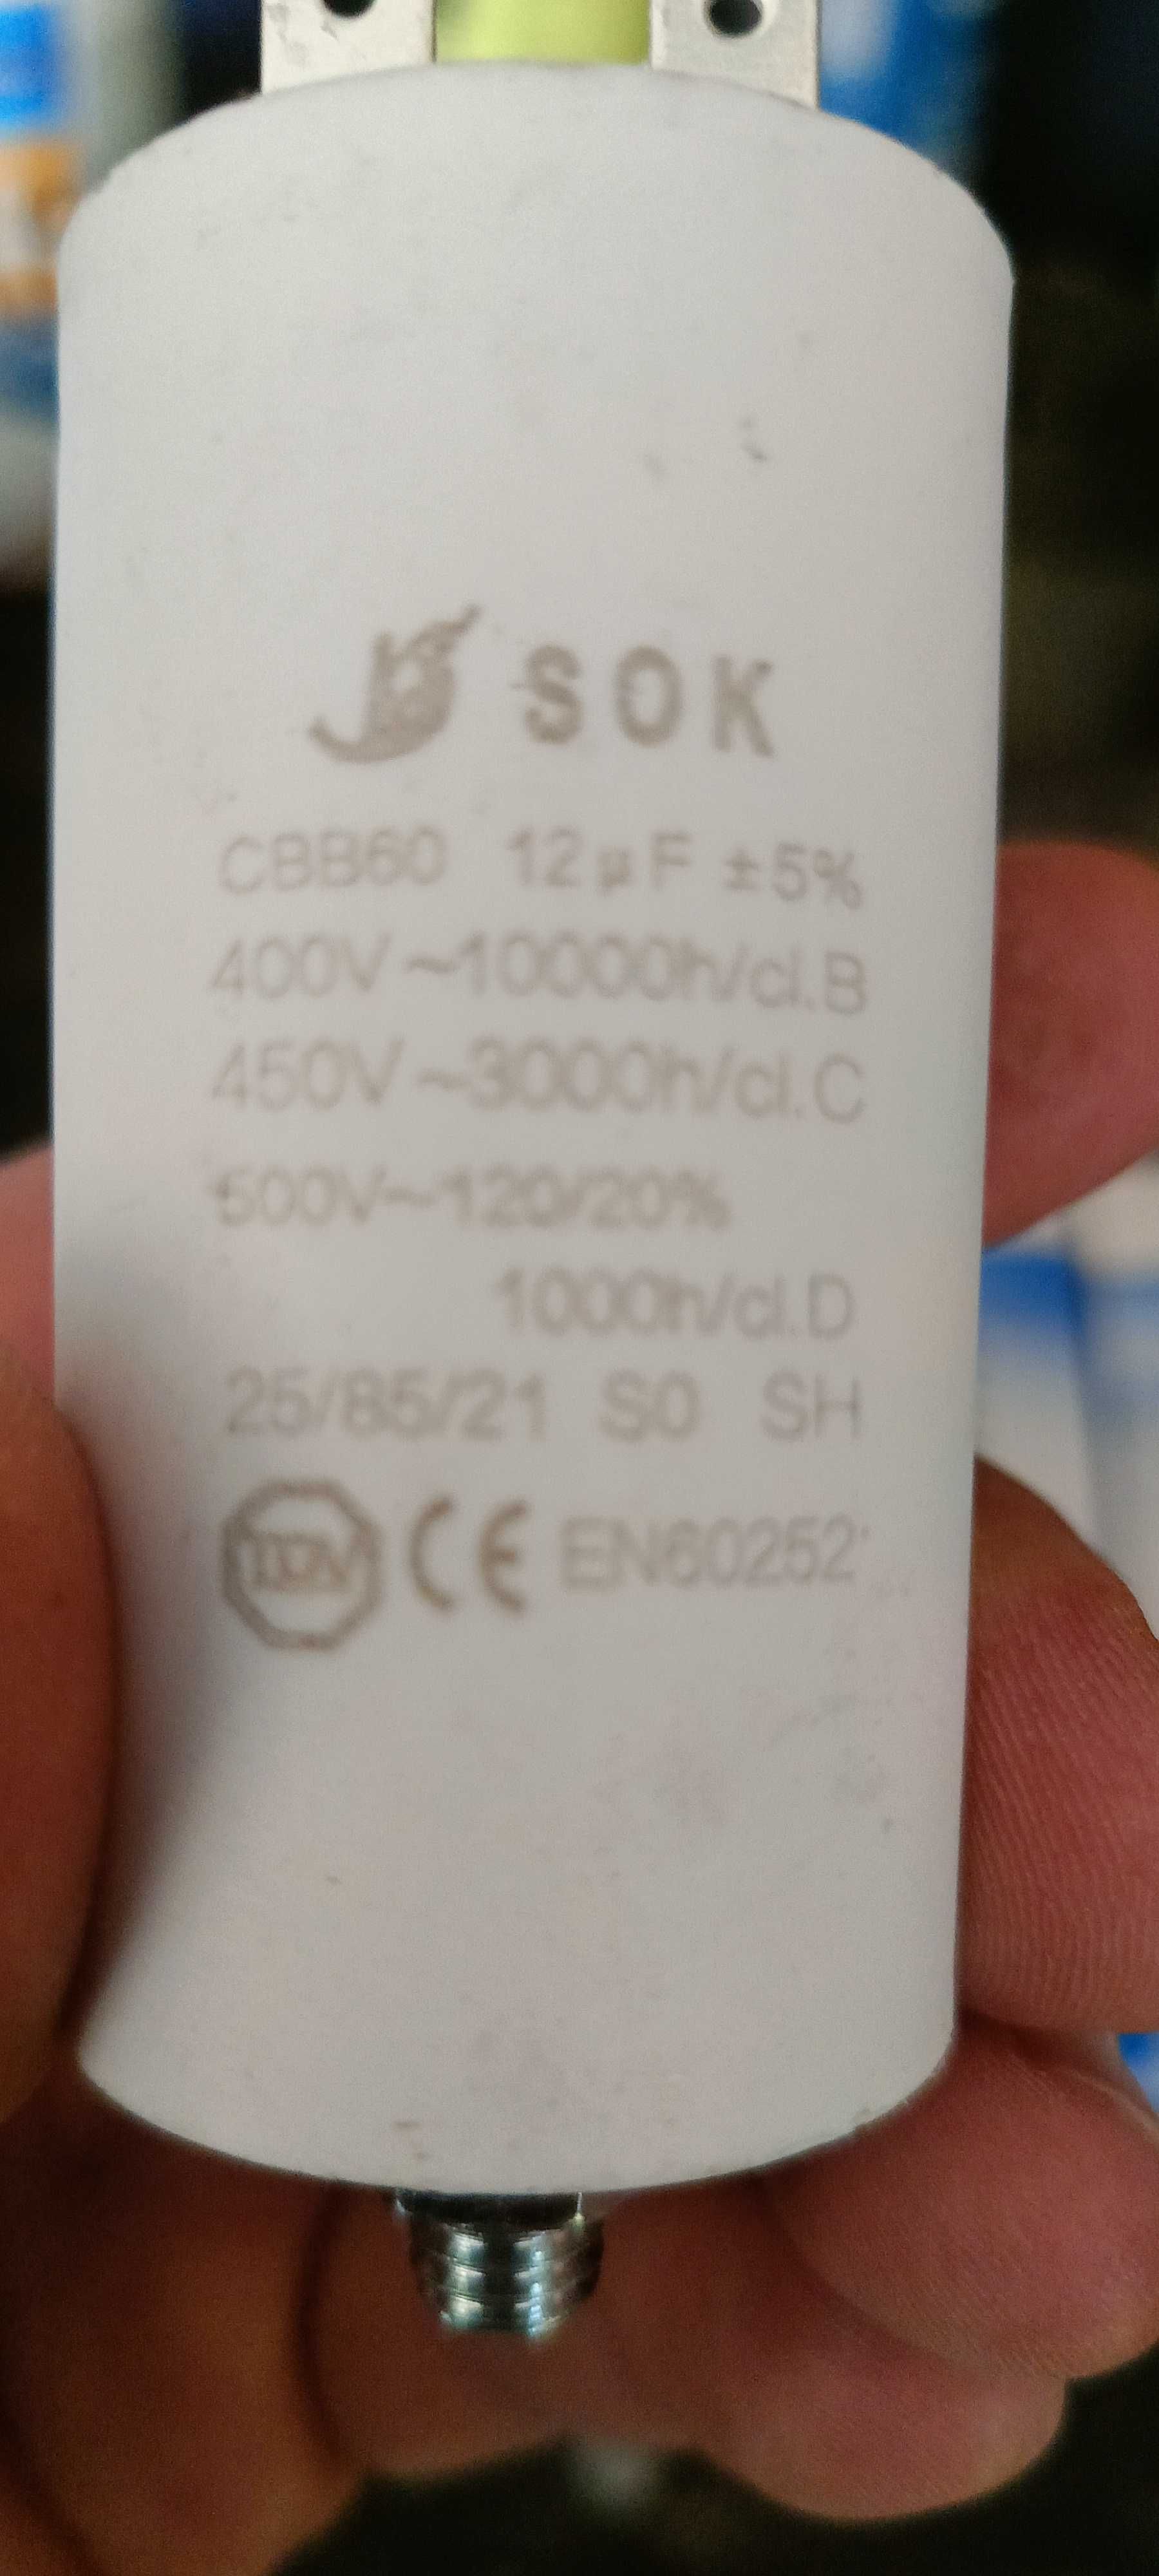 SOK
CBB60 12µF ±5%
400V~10000h/cl.B
450V~3000h/cl.C
500V~120/20%
1000h/cl.D
25/85/21 S0 SH
CE EN60252